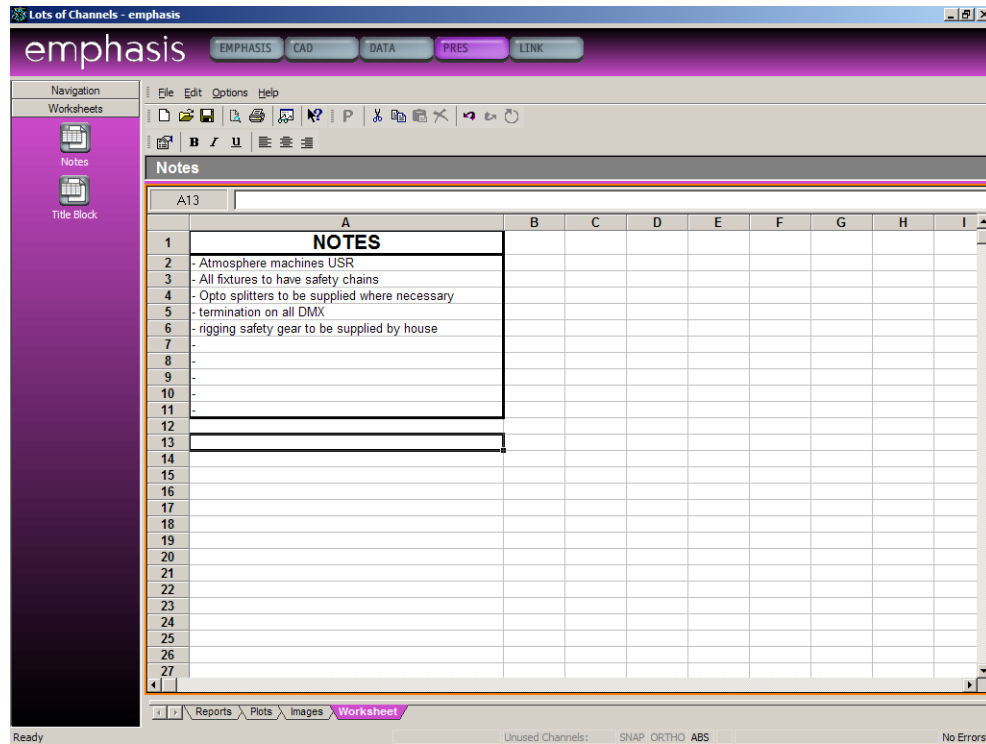 Lots of Channels - emphasis
emphasis EMPHASIS CAD DATA PRES LINK
Navigation
Worksheets
Notes
Title Block
File Edit Options Help
P
B I U
Notes
A13
A B C D E F G H I
1 NOTES
2 - Atmosphere machines USR
3 - All fixtures to have safety chains
4 - Opto splitters to be supplied where necessary
5 - termination on all DMX
6 - rigging safety gear to be supplied by house
7 -
8 -
9 -
10 -
11 -
12
13
14
15
16
17
18
19
20
21
22
23
24
25
26
27
Reports Plots Images Worksheet
Ready Unused Channels: SNAP ORTHO ABS No Errors